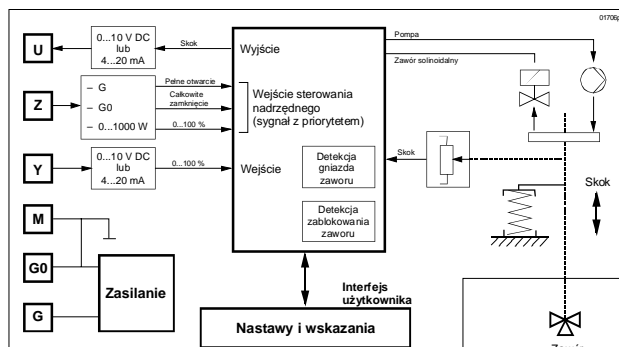 01706p
U
0...10 V DC
lub
4...20 mA
Skok
Wyjście
Pompa
Zawór solinoidalny
Z
– G
– G0
– 0...1000 W
Pełne otwarcie
Całkowite
zamknięcie
0...100 %
Wejście sterowania
nadrzędnego
(sygnał z priorytetem)
Y
0...10 V DC
lub
4...20 mA
0...100 %
Wejście
Detekcja
gniazda
zaworu
Detekcja
zablokowania
zaworu
Skok
Skok
M
G0
G
Zasilanie
Interfejs
użytkownika
Nastawy i wskazania